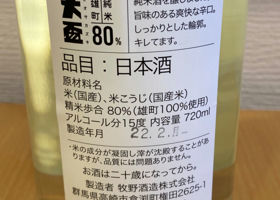 純米
雄町
80%
純米酒を醸し
旨味のある爽快な辛口。
しっかりとした輪郭。
キレてます。
品目：日本酒
原材料名
米(国産)、米こうじ(国産米)
精米歩合 80%(雄町100%使用)
アルコール分15度 内容量 720ml
製造年月 22.2.
・米の成分が凝固し滓が沈殿することがあり
ますが、品質には問題ありません。
お酒は二十歳になってから。
製造者 牧野酒造株式会社
群馬県高崎市倉渕町権田2625-1